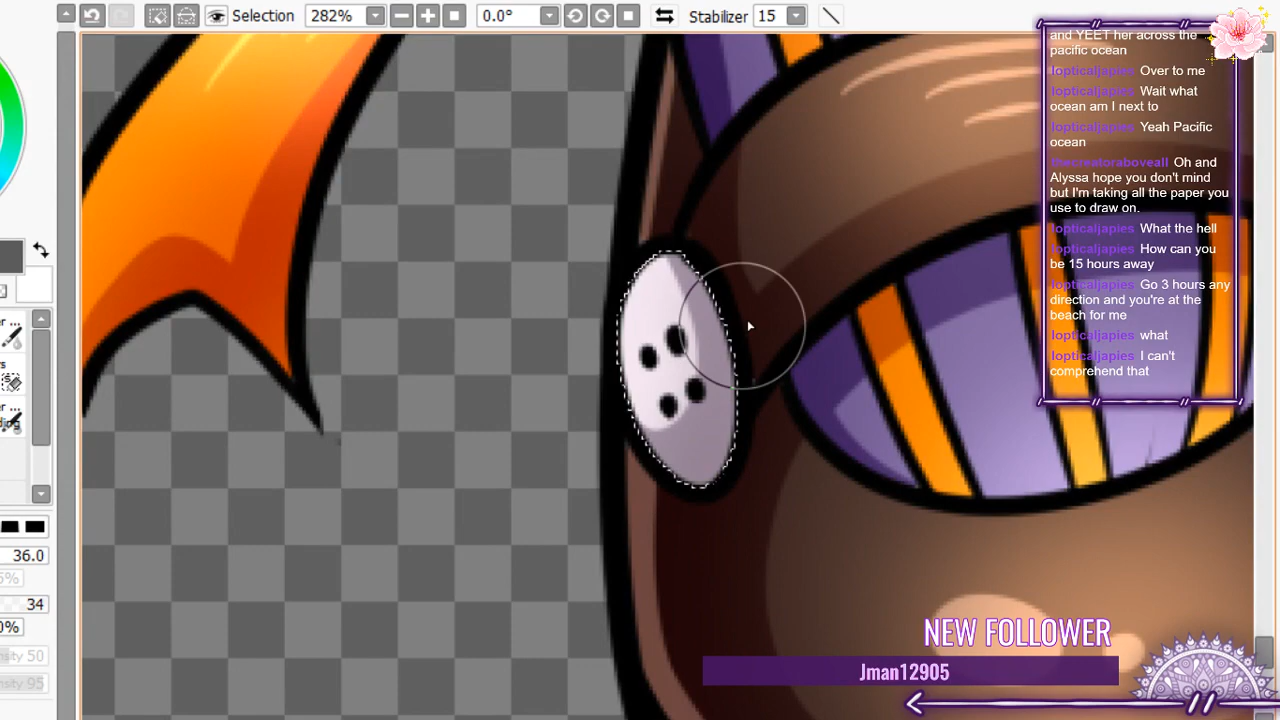 Selection 282% 0.0° Stabilizer 15
and YEET her across the
pacific ocean
lopticaljapies Over to me
lopticaljapies Wait what
ocean am I next to
lopticaljapies Yeah Pacific
ocean
thecreatoraboveall Oh and
Alyssa hope you don't mind
but I'm taking all the paper you
use to draw on.
lopticaljapies What the hell
lopticaljapies How can you
be 15 hours away
lopticaljapies Go 3 hours any
direction and you're at the
beach for me
lopticaljapies what
lopticaljapies I can't
comprehend that
36.0
34
50
95
NEW FOLLOWER
Jman12905